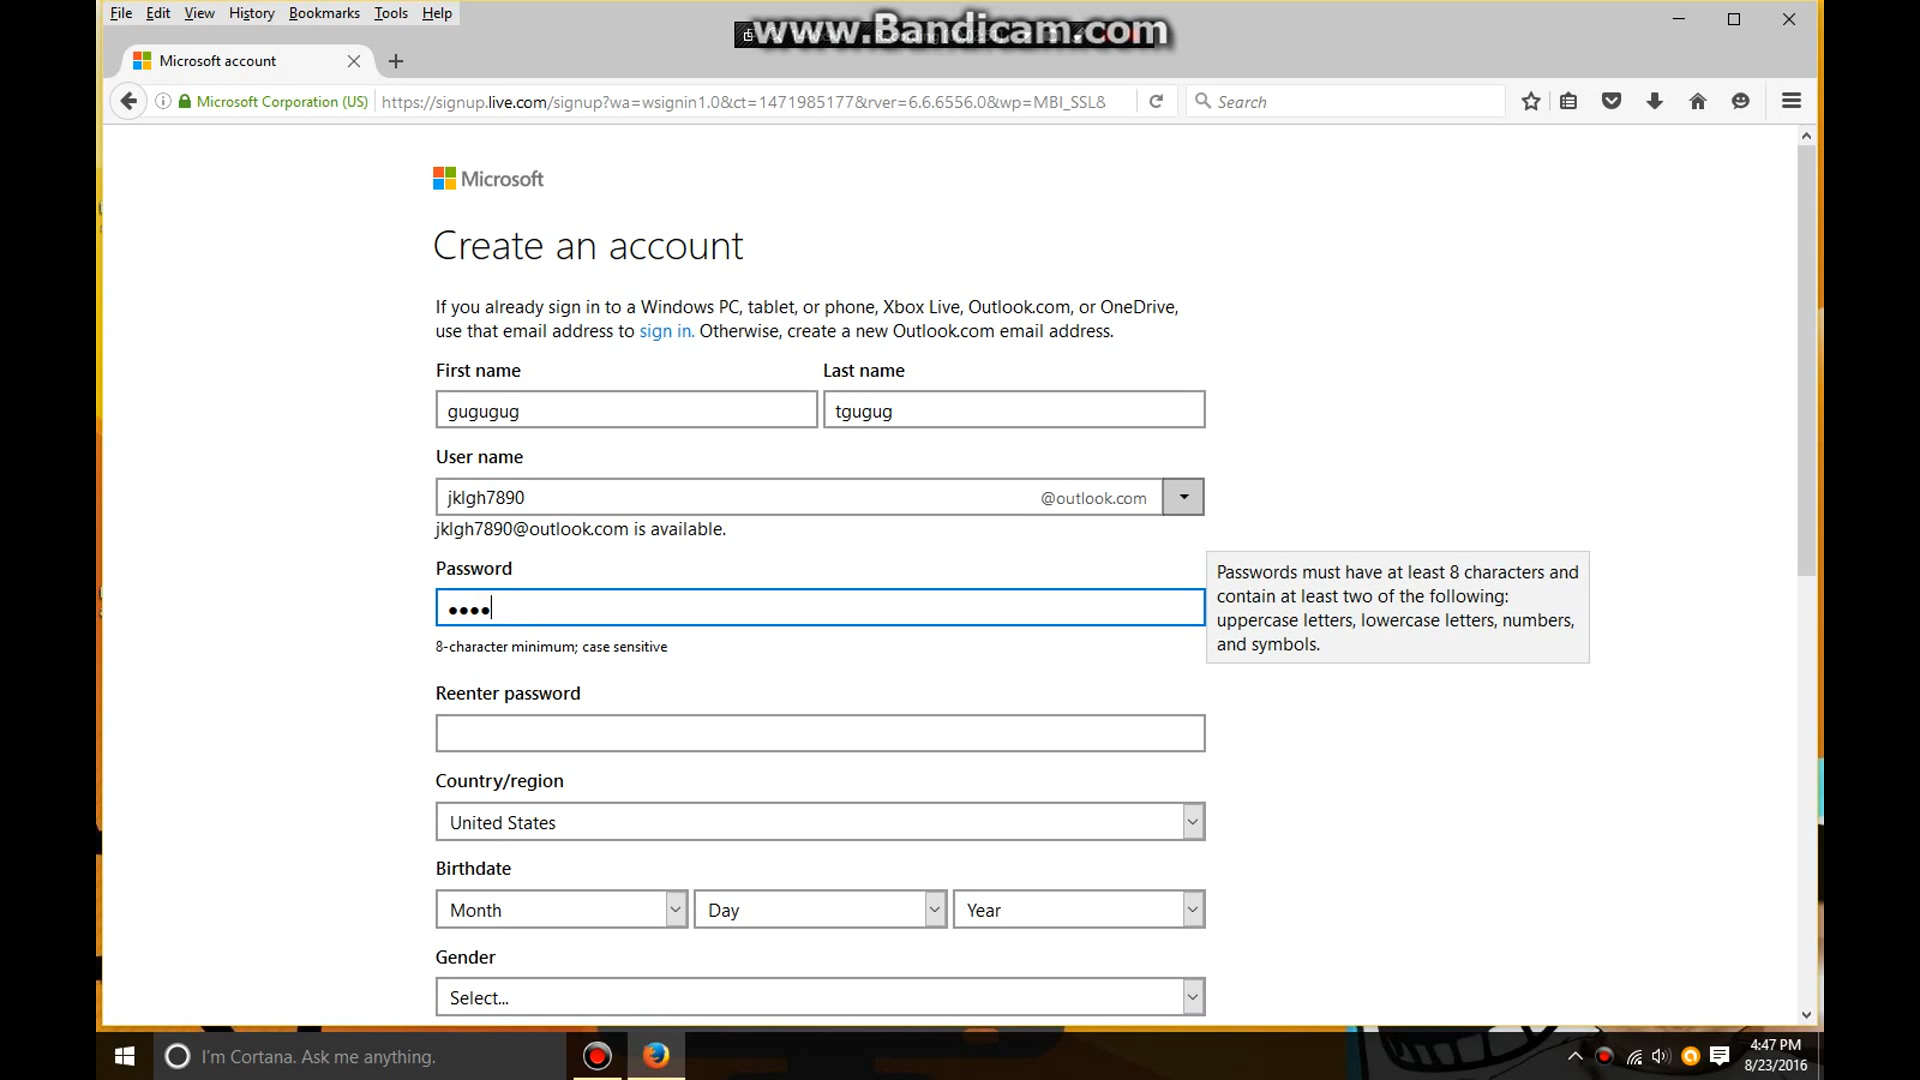 File Edit View History Bookmarks Tools Help
www.Bandicam.com
Microsoft account
Microsoft Corporation (US) https://signup.live.com/signup?wa=wsignin1.0&ct=1471985177&rver=6.6.6556.0&wp=MBI_SSL& Search
Microsoft
Create an account
If you already sign in to a Windows PC, tablet, or phone, Xbox Live, Outlook.com, or OneDrive,
use that email address to sign in. Otherwise, create a new Outlook.com email address.
First name Last name
gugugug tgugug
User name
jklgh7890 @outlook.com
jklgh7890@outlook.com is available.
Password
Passwords must have at least 8 characters and
contain at least two of the following:
uppercase letters, lowercase letters, numbers,
and symbols.
••••
8-character minimum; case sensitive
Reenter password
Country/region
United States
Birthdate
Month Day Year
Gender
Select...
I'm Cortana. Ask me anything.
4:47 PM
8/23/2016